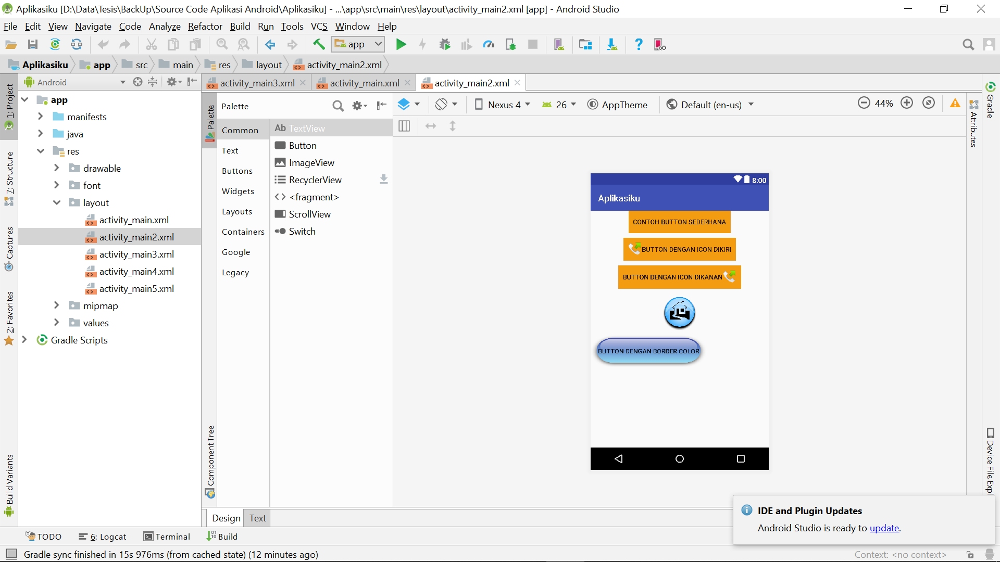 Aplikasiku [D:\Data\Tesis\BackUp\Source Code Aplikasi Android\Aplikasiku] - ...\app\src\main\res\layout\activity_main2.xml [app] - Android Studio
File Edit View Navigate Code Analyze Refactor Build Run Tools VCS Window Help
app
Aplikasiku app src main res layout activity_main2.xml
Android
activity_main3.xml activity_main.xml activity_main2.xml
1: Project
7: Structure
Captures
2: Favorites
Build Variants
app
manifests
java
res
drawable
font
layout
activity_main.xml
activity_main2.xml
activity_main3.xml
activity_main4.xml
activity_main5.xml
mipmap
values
Gradle Scripts
Palette
Component Tree
Palette
Common
Text
Buttons
Widgets
Layouts
Containers
Google
Legacy
Ab TextView
Button
ImageView
RecyclerView
<fragment>
ScrollView
Switch
Nexus 4 26 AppTheme Default (en-us) 44%
8:00
Aplikasiku
CONTOH BUTTON SEDERHANA
BUTTON DENGAN ICON DIKIRI
BUTTON DENGAN ICON DIKANAN
BUTTON DENGAN BORDER COLOR
Gradle
Attributes
Device File Expl
Design Text
IDE and Plugin Updates
Android Studio is ready to update.
TODO 6: Logcat Terminal Build
Gradle sync finished in 15s 976ms (from cached state) (12 minutes ago)
Context: <no context>